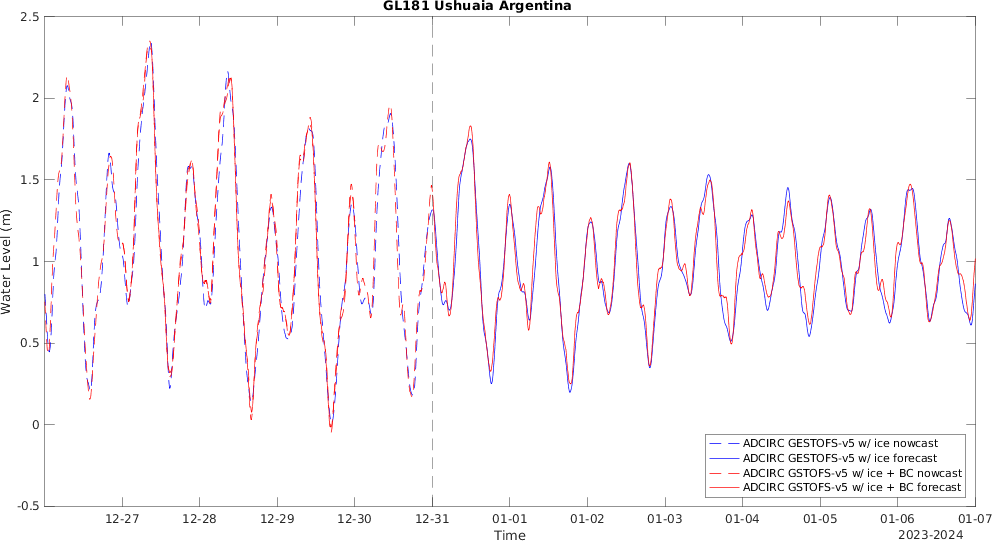 GL181 Ushuaia Argentina
2.5
2
1.5
1
0.5
0
-0.5
Water Level (m)
ADCIRC GESTOFS-v5 w/ ice nowcast
ADCIRC GESTOFS-v5 w/ ice forecast
ADCIRC GSTOFS-v5 w/ ice + BC nowcast
ADCIRC GSTOFS-v5 w/ ice + BC forecast
12-27 12-28 12-29 12-30 12-31 01-01 01-02 01-03 01-04 01-05 01-06 01-07
Time
2023-2024